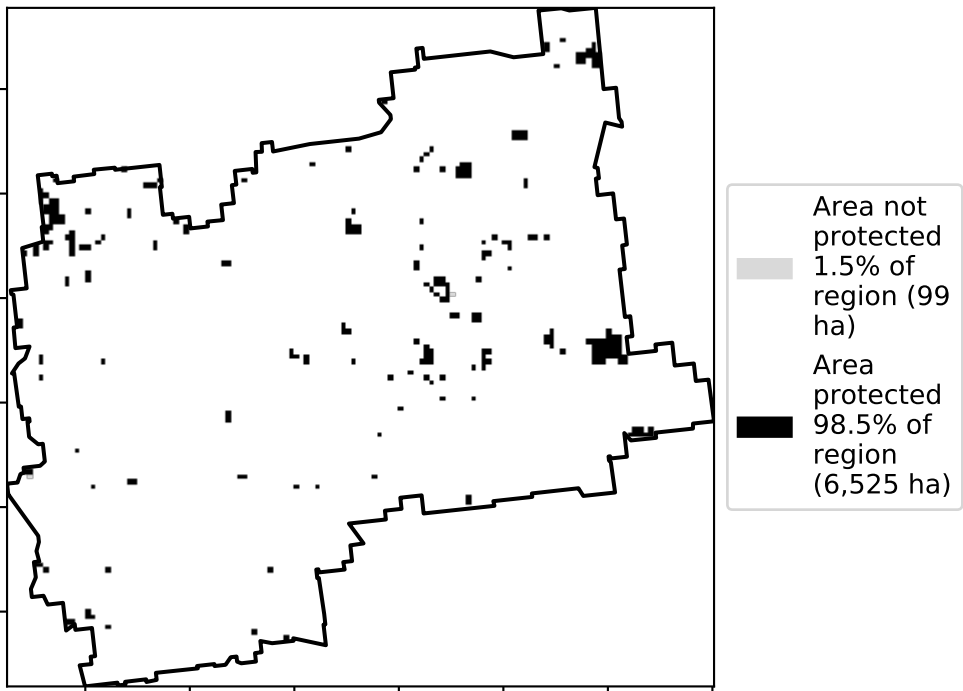 Area not
protected
1.5% of
region (99
ha)
Area
protected
98.5% of
region
(6,525 ha)